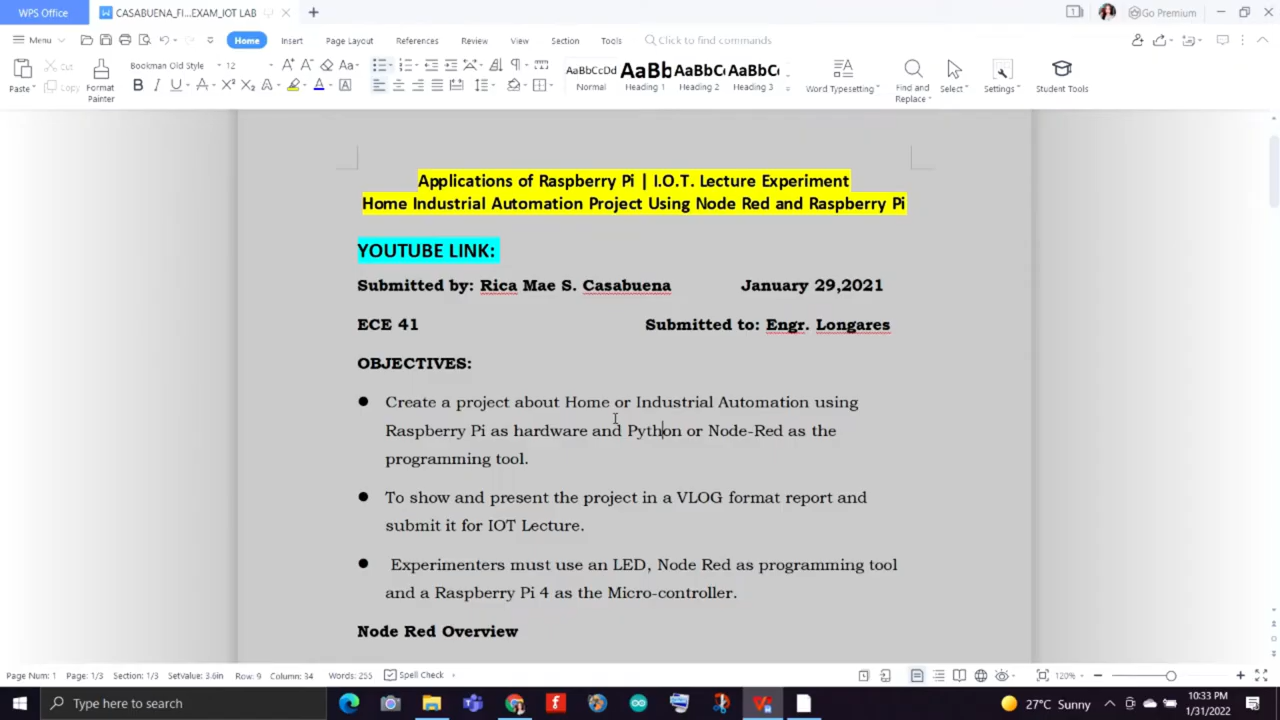 WPS Office
CASABUENA_FI...EXAM_IOT LAB
Go Premium
Menu
Home
Insert
Page Layout
References
Review
View
Section
Tools
Click to find commands
Paste
Cut
Copy
Format
Painter
Bookman Old Style
12
AaBbCcDd
Normal
AaBb
Heading 1
AaBbC
Heading 2
AaBbC
Heading 3
Word Typesetting
Find and
Replace
Select
Settings
Student Tools
Applications of Raspberry Pi | I.O.T. Lecture Experiment
Home Industrial Automation Project Using Node Red and Raspberry Pi
YOUTUBE LINK:
Submitted by: Rica Mae S. Casabuena January 29,2021
ECE 41 Submitted to: Engr. Longares
OBJECTIVES:
● Create a project about Home or Industrial Automation using
Raspberry Pi as hardware and Python or Node-Red as the
programming tool.
● To show and present the project in a VLOG format report and
submit it for IOT Lecture.
● Experimenters must use an LED, Node Red as programming tool
and a Raspberry Pi 4 as the Micro-controller.
Node Red Overview
Page Num: 1 Page: 1/3 Section: 1/3 SetValue: 3.6in Row: 9 Column: 34 Words: 255 Spell Check 120%
Type here to search
27°C Sunny
10:33 PM
1/31/2022